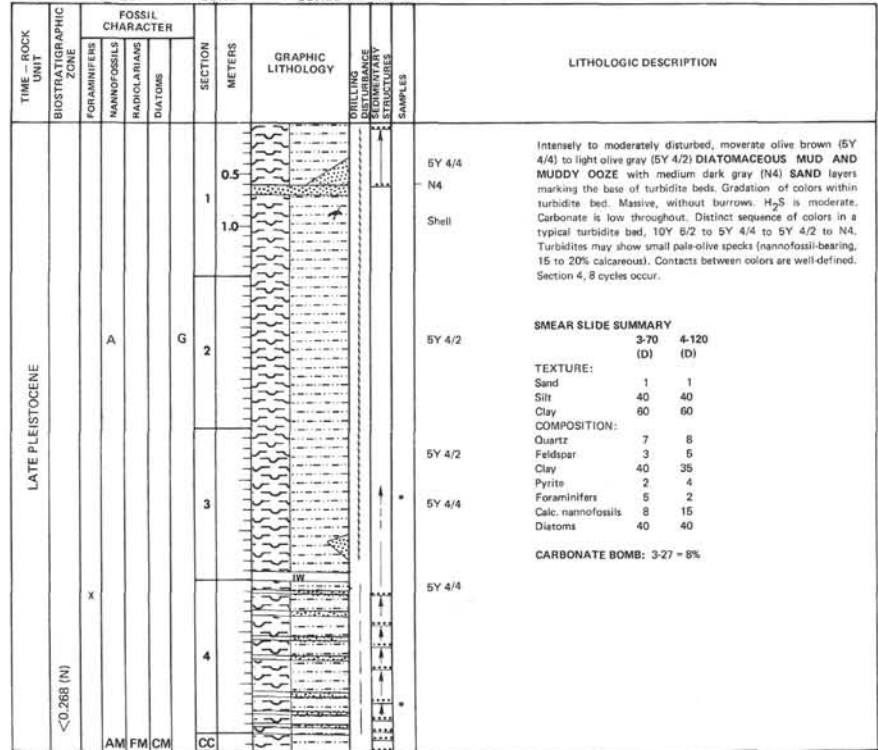 TIME – ROCK UNIT
BIOSTRATIGRAPHIC ZONE
FOSSIL CHARACTER
FORAMINIFERS
NANNOFOSSILS
RADIOLARIANS
DIATOMS
SECTION
METERS
GRAPHIC LITHOLOGY
DRILLING DISTURBANCE
SEDIMENTARY STRUCTURES
SAMPLES
LITHOLOGIC DESCRIPTION
LATE PLEISTOCENE
<0.268 (N)
X
A
G
AM FM CM
1
0.5
1.0
2
3
4
CC
IW
5Y 4/4
N4
Shell
5Y 4/2
5Y 4/2
5Y 4/4
5Y 4/4
Intensely to moderately disturbed, moverate olive brown (5Y
4/4) to light olive gray (5Y 4/2) DIATOMACEOUS MUD AND
MUDDY OOZE with medium dark gray (N4) SAND layers
marking the base of turbidite beds. Gradation of colors within
turbidite bed. Massive, without burrows. H2S is moderate.
Carbonate is low throughout. Distinct sequence of colors in a
typical turbidite bed, 10Y 6/2 to 5Y 4/4 to 5Y 4/2 to N4.
Turbidites may show small pale-olive specks (nannofossil-bearing,
15 to 20% calcareous). Contacts between colors are well-defined.
Section 4, 8 cycles occur.
SMEAR SLIDE SUMMARY
3-70 4-120
(D) (D)
TEXTURE:
Sand 1 1
Silt 40 40
Clay 60 60
COMPOSITION:
Quartz 7 8
Feldspar 3 5
Clay 40 35
Pyrite 2 4
Foraminifers 5 2
Calc. nannofossils 8 15
Diatoms 40 40
CARBONATE BOMB: 3-27 = 8%